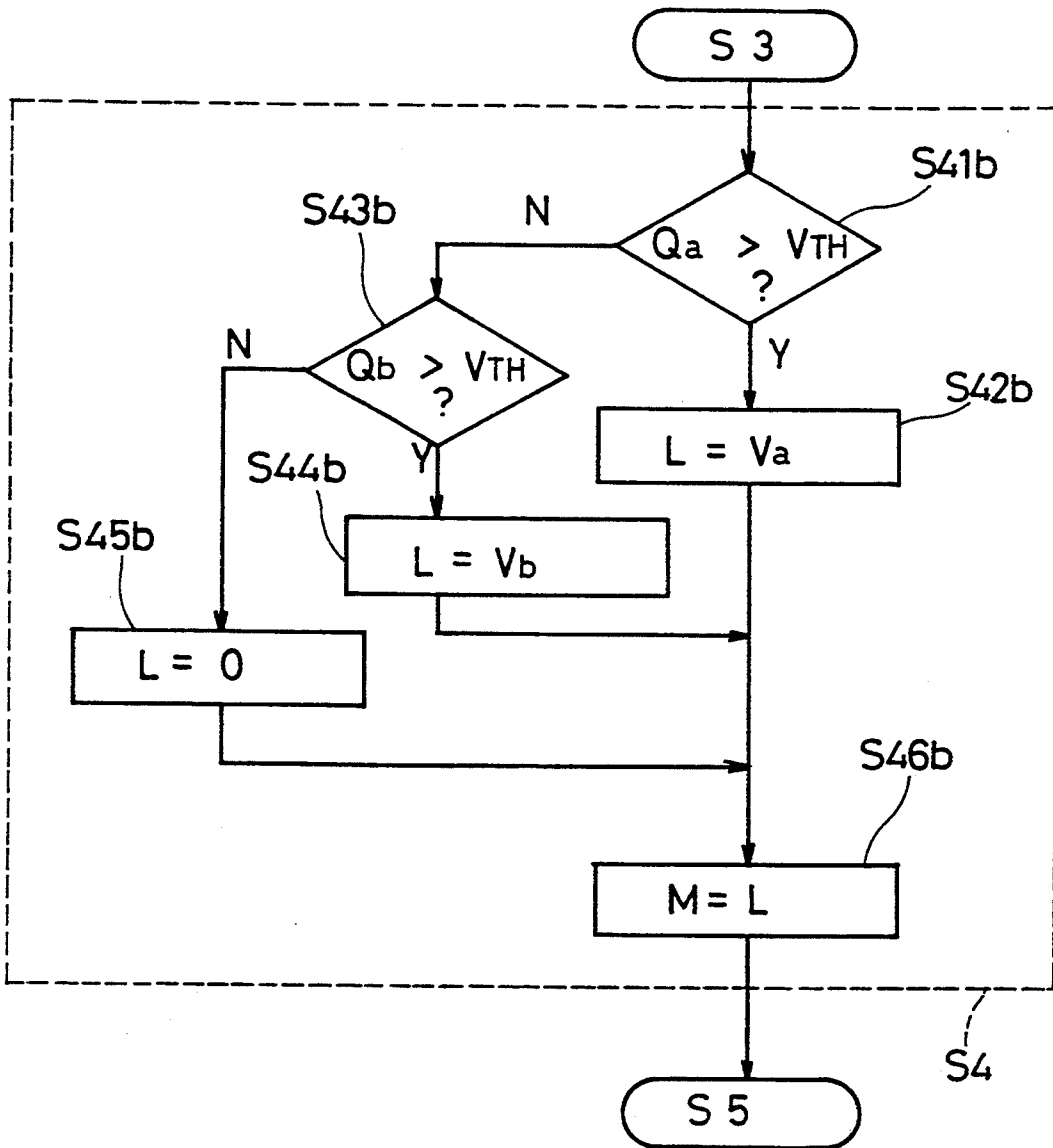 S 3
S41b
N
Qa > VTH
?
S43b
N
Qb > VTH
?
Y
S42b
L = Va
Y
S44b
L = Vb
S45b
L = 0
S46b
M = L
S4
S 5